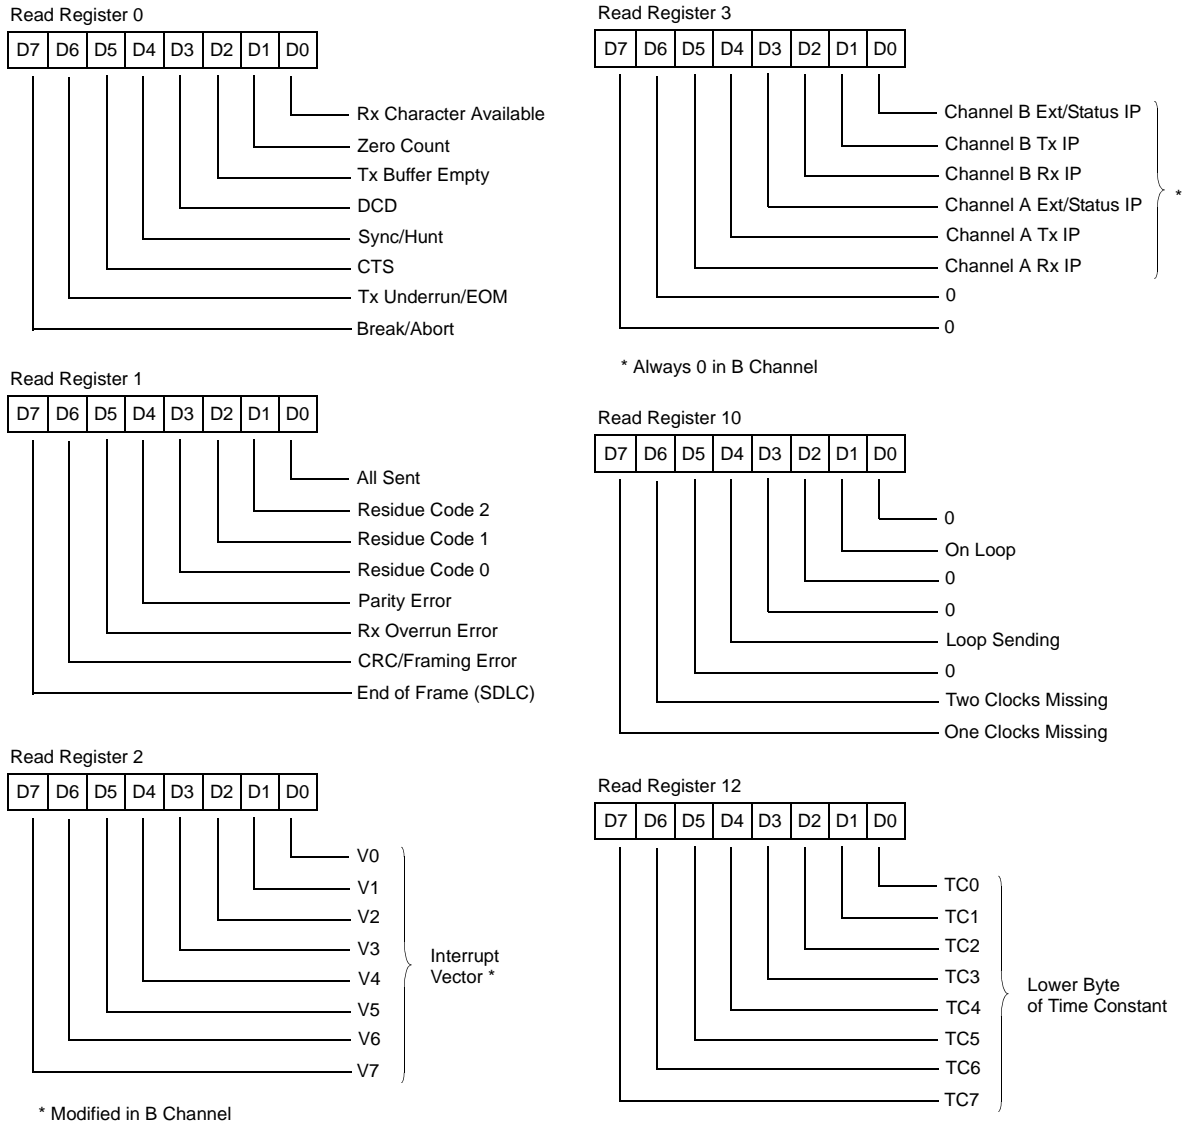 Read Register 0
D7 D6 D5 D4 D3 D2 D1 D0
Rx Character Available
Zero Count
Tx Buffer Empty
DCD
Sync/Hunt
CTS
Tx Underrun/EOM
Break/Abort
Read Register 1
D7 D6 D5 D4 D3 D2 D1 D0
All Sent
Residue Code 2
Residue Code 1
Residue Code 0
Parity Error
Rx Overrun Error
CRC/Framing Error
End of Frame (SDLC)
Read Register 2
D7 D6 D5 D4 D3 D2 D1 D0
V0
V1
V2
V3
V4
V5
V6
V7
Interrupt
Vector *
* Modified in B Channel
Read Register 3
D7 D6 D5 D4 D3 D2 D1 D0
Channel B Ext/Status IP
Channel B Tx IP
Channel B Rx IP
Channel A Ext/Status IP
Channel A Tx IP
Channel A Rx IP
0
0
*
* Always 0 in B Channel
Read Register 10
D7 D6 D5 D4 D3 D2 D1 D0
0
On Loop
0
0
Loop Sending
0
Two Clocks Missing
One Clocks Missing
Read Register 12
D7 D6 D5 D4 D3 D2 D1 D0
TC0
TC1
TC2
TC3
TC4
TC5
TC6
TC7
Lower Byte
of Time Constant